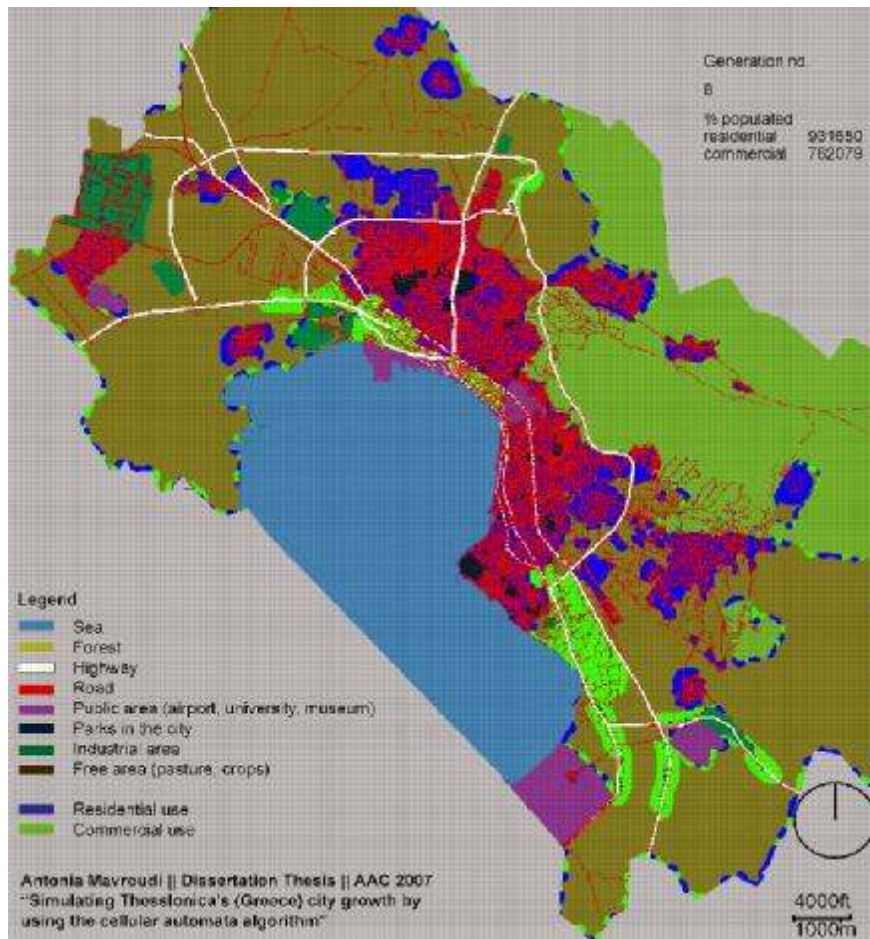 Generation no.
8
% populated
residential 931650
commercial 762079
Legend
Sea
Forest
Highway
Road
Public area (airport, university, museum)
Parks in the city
Industrial area
Free area (pasture, crops)
Residential use
Commercial use
Antonia Mavroudi || Dissertation Thesis || AAC 2007
"Simulating Thesslonica's (Greece) city growth by
using the cellular automata algorithm"
4000ft
1000m